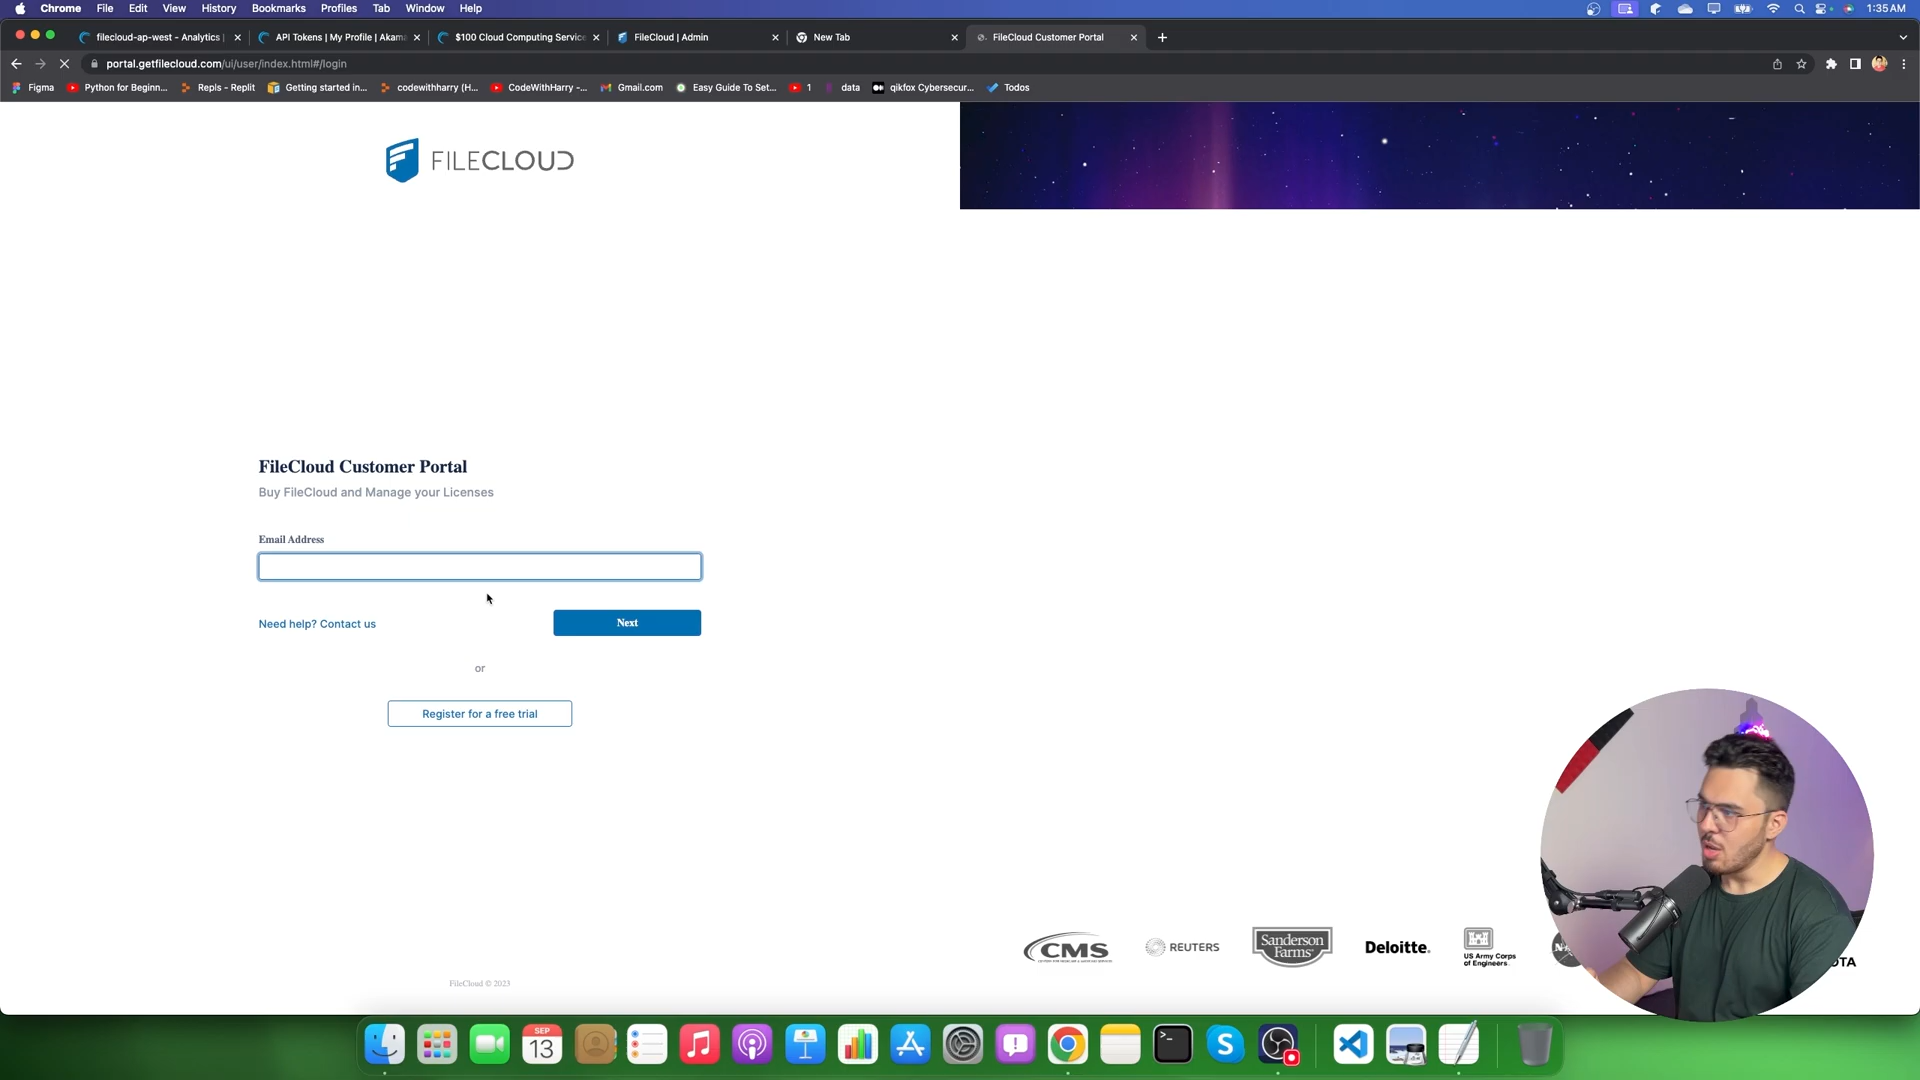 Chrome File Edit View History Bookmarks Profiles Tab Window Help 1:35 AM
filecloud-ap-west - Analytics API Tokens | My Profile | Akama $100 Cloud Computing Service FileCloud | Admin New Tab FileCloud Customer Portal
portal.getfilecloud.com/ui/user/index.html#/login
Figma Python for Beginn... Repls - Replit Getting started in... codewithharry (H... CodeWithHarry -... Gmail.com Easy Guide To Set... 1 data qikfox Cybersecur... Todos
FILECLOUD
FileCloud Customer Portal
Buy FileCloud and Manage your Licenses
Email Address
Need help? Contact us Next
or
Register for a free trial
CMS REUTERS Sanderson Farms Deloitte. US Army Corps of Engineers OTA
FileCloud © 2023
SEP
13